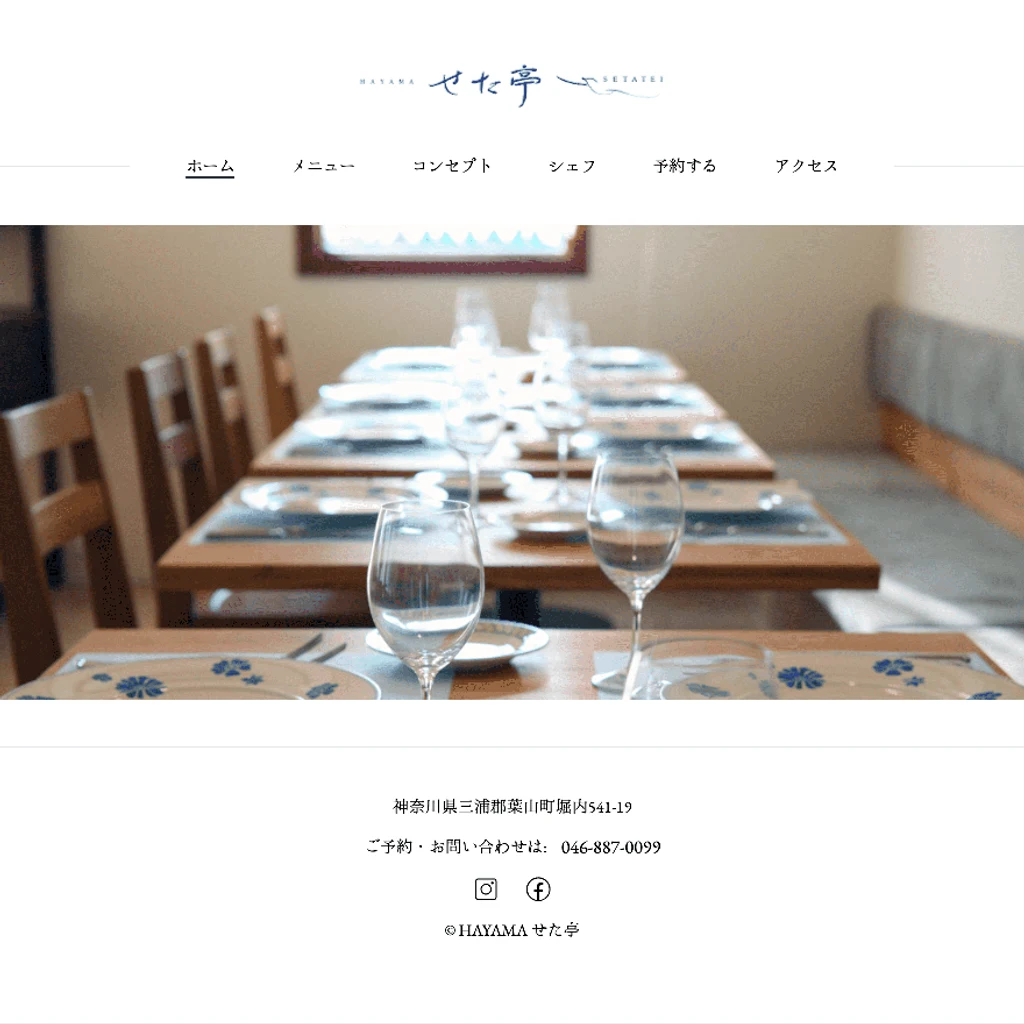 HAYAMA せた亭 SETATEI
ホーム メニュー コンセプト シェフ 予約する アクセス
神奈川県三浦郡葉山町堀内541-19
ご予約・お問い合わせは: 046-887-0099
© HAYAMA せた亭